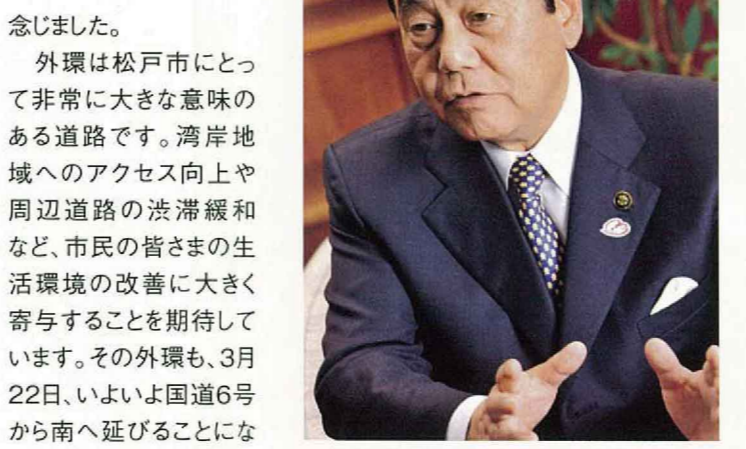 念じました。
　外環は松戸市にとっ
て非常に大きな意味の
ある道路です。湾岸地
域へのアクセス向上や
周辺道路の渋滞緩和
など、市民の皆さまの生
活環境の改善に大きく
寄与することを期待して
います。その外環も、3月
22日、いよいよ国道6号
から南へ延びることにな